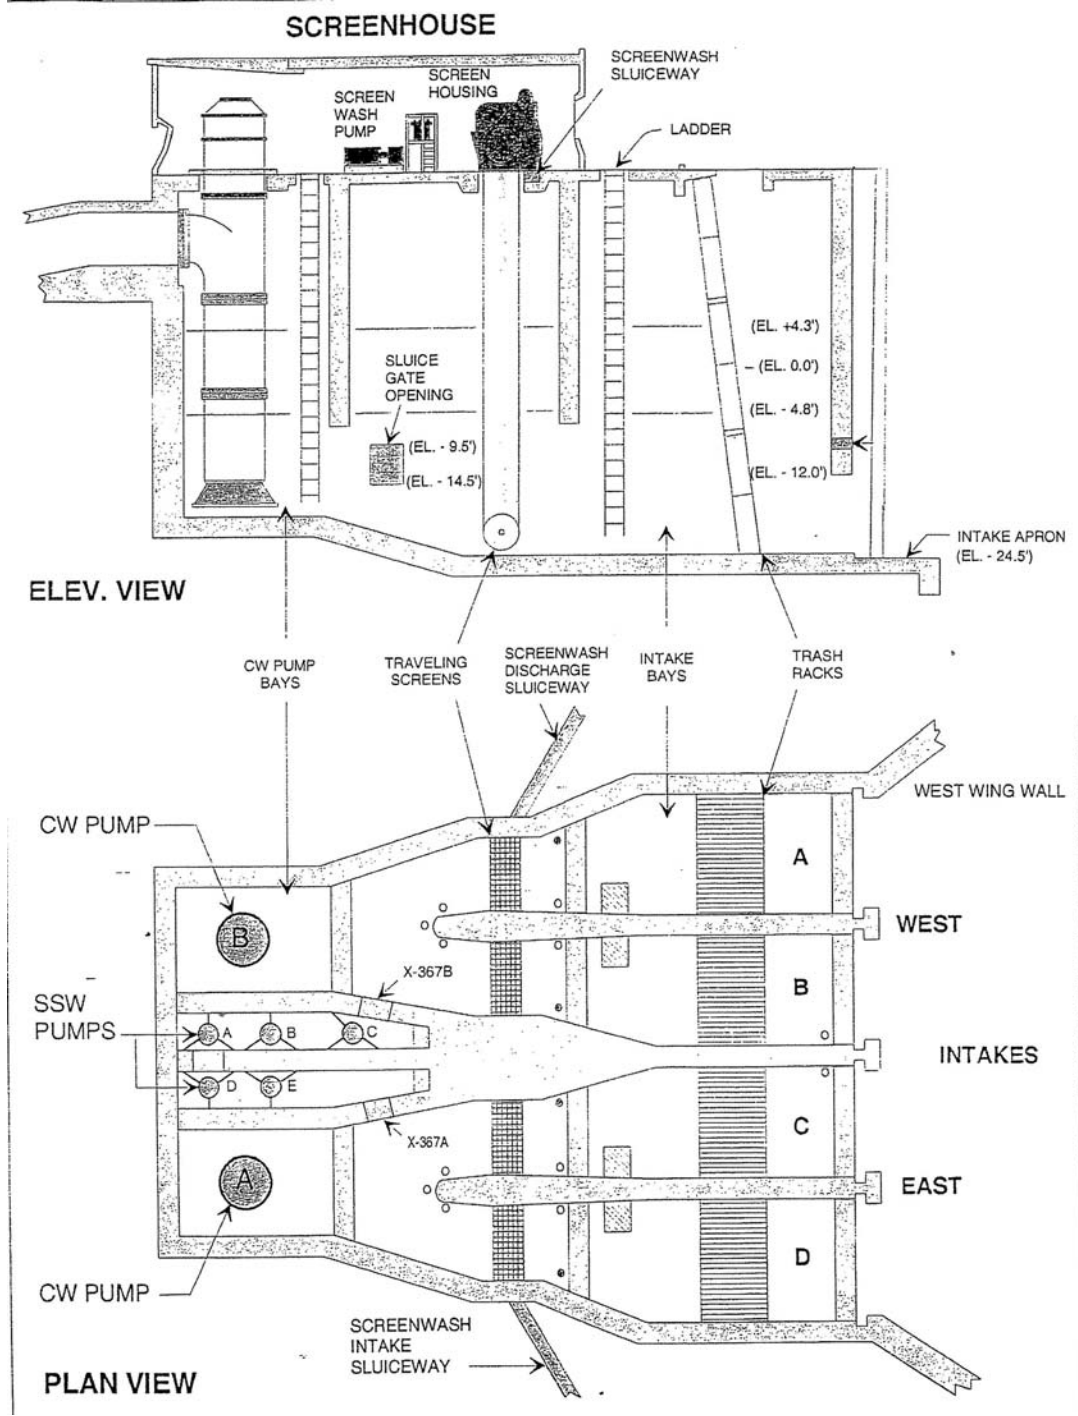 SCREENHOUSE
SCREENWASH
SLUICEWAY
SCREEN
HOUSING
SCREEN
WASH
PUMP
LADDER
(EL. +4.3')
(EL. 0.0')
(EL. - 4.8')
(EL. - 12.0')
SLUICE
GATE
OPENING
(EL. - 9.5')
(EL. - 14.5')
INTAKE APRON
(EL. - 24.5')
ELEV. VIEW
CW PUMP
BAYS
TRAVELING
SCREENS
SCREENWASH
DISCHARGE
SLUICEWAY
INTAKE
BAYS
TRASH
RACKS
WEST WING WALL
CW PUMP
A
B
WEST
X-367B
B
SSW
PUMPS
A
B
C
INTAKES
D
E
C
X-367A
A
EAST
D
CW PUMP
SCREENWASH
INTAKE
SLUICEWAY
PLAN VIEW